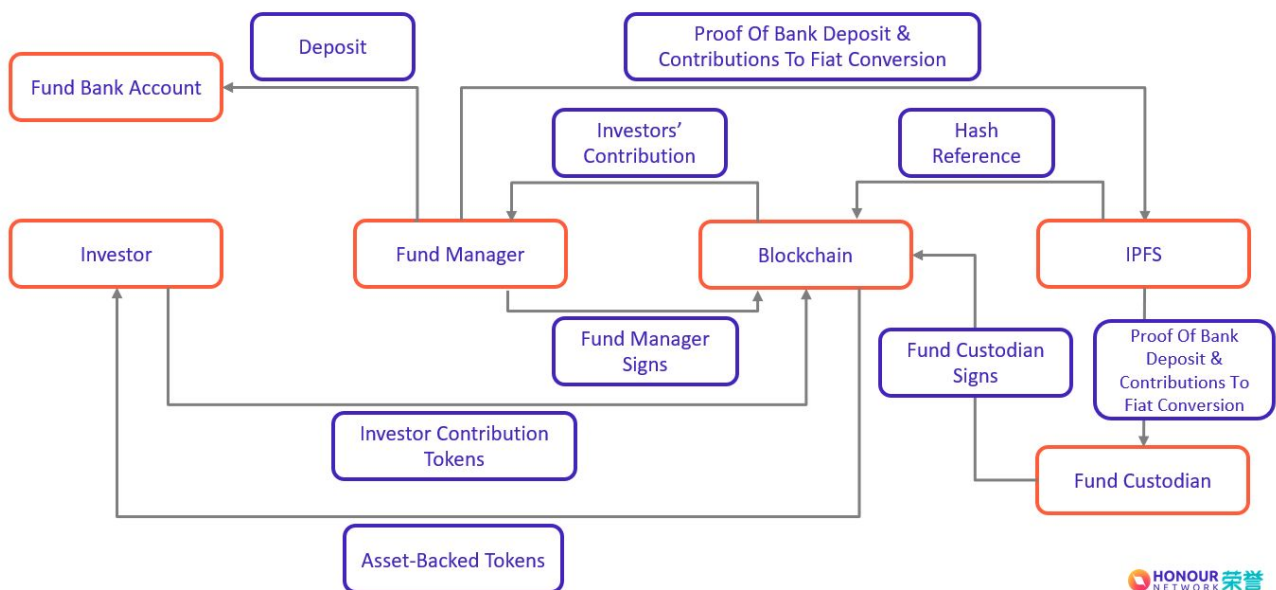 Deposit
Proof Of Bank Deposit &
Contributions To Fiat Conversion
Fund Bank Account
Investors'
Contribution
Hash
Reference
Investor
Fund Manager
Blockchain
IPFS
Fund Manager
Signs
Fund Custodian
Signs
Proof Of Bank
Deposit &
Contributions To
Fiat Conversion
Investor Contribution
Tokens
Fund Custodian
Asset-Backed Tokens
HONOUR
NETWORK
荣誉